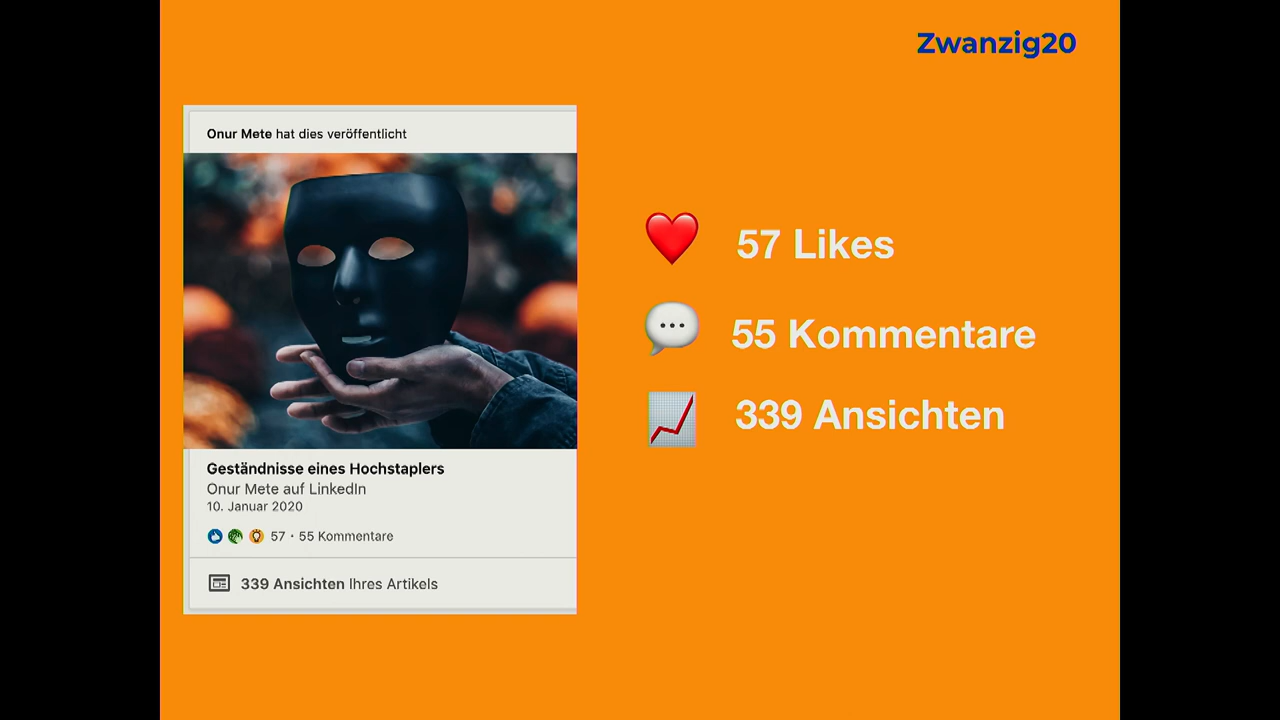 Zwanzig20
Onur Mete hat dies veröffentlicht
Geständnisse eines Hochstaplers
Onur Mete auf LinkedIn
10. Januar 2020
57 · 55 Kommentare
339 Ansichten Ihres Artikels
57 Likes
55 Kommentare
339 Ansichten